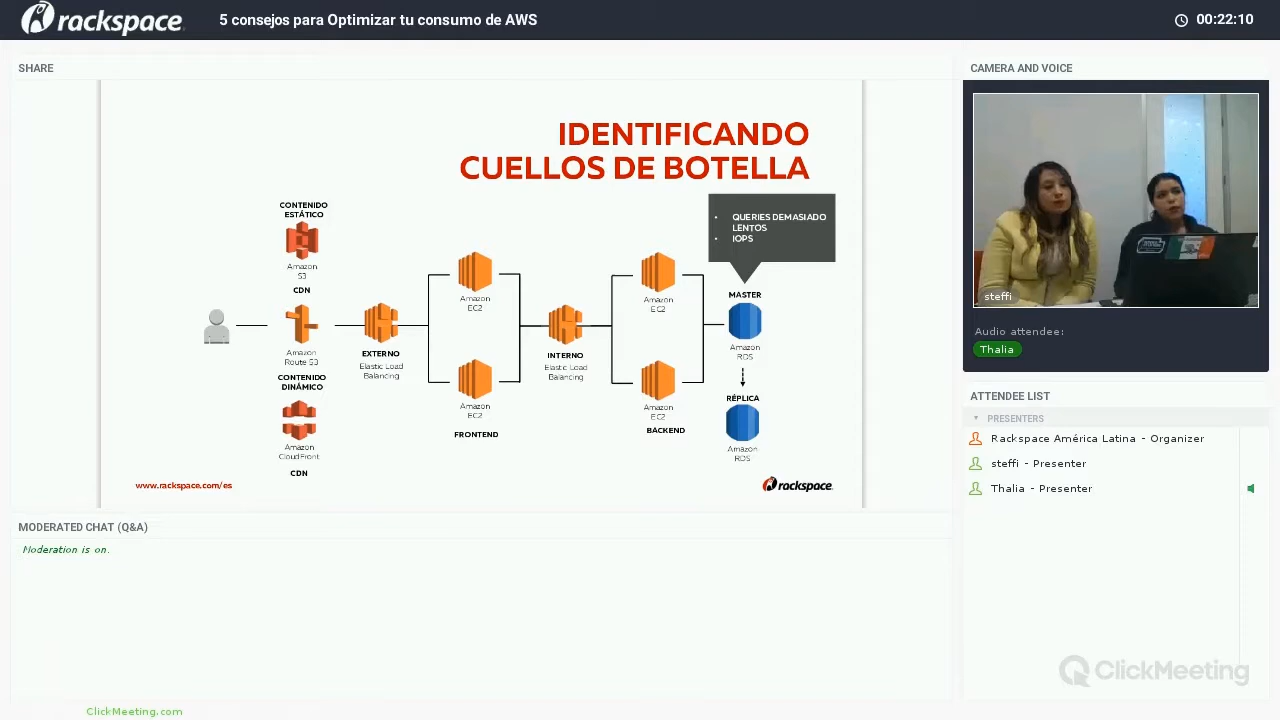 rackspace
5 consejos para Optimizar tu consumo de AWS
00:22:10
SHARE
IDENTIFICANDO
CUELLOS DE BOTELLA
QUERIES DEMASIADO
LENTOS
IOPS
CONTENIDO
ESTÁTICO
Amazon
S3
CDN
Amazon
Route 53
CONTENIDO
DINÁMICO
Amazon
CloudFront
CDN
EXTERNO
Elastic Load
Balancing
Amazon
EC2
Amazon
EC2
FRONTEND
INTERNO
Elastic Load
Balancing
Amazon
EC2
Amazon
EC2
BACKEND
MASTER
Amazon
RDS
RÉPLICA
Amazon
RDS
www.rackspace.com/es
rackspace
MODERATED CHAT (Q&A)
Moderation is on.
ClickMeeting.com
CAMERA AND VOICE
steffi
Audio attendee:
Thalia
ATTENDEE LIST
PRESENTERS
Rackspace América Latina - Organizer
steffi - Presenter
Thalia - Presenter
ClickMeeting